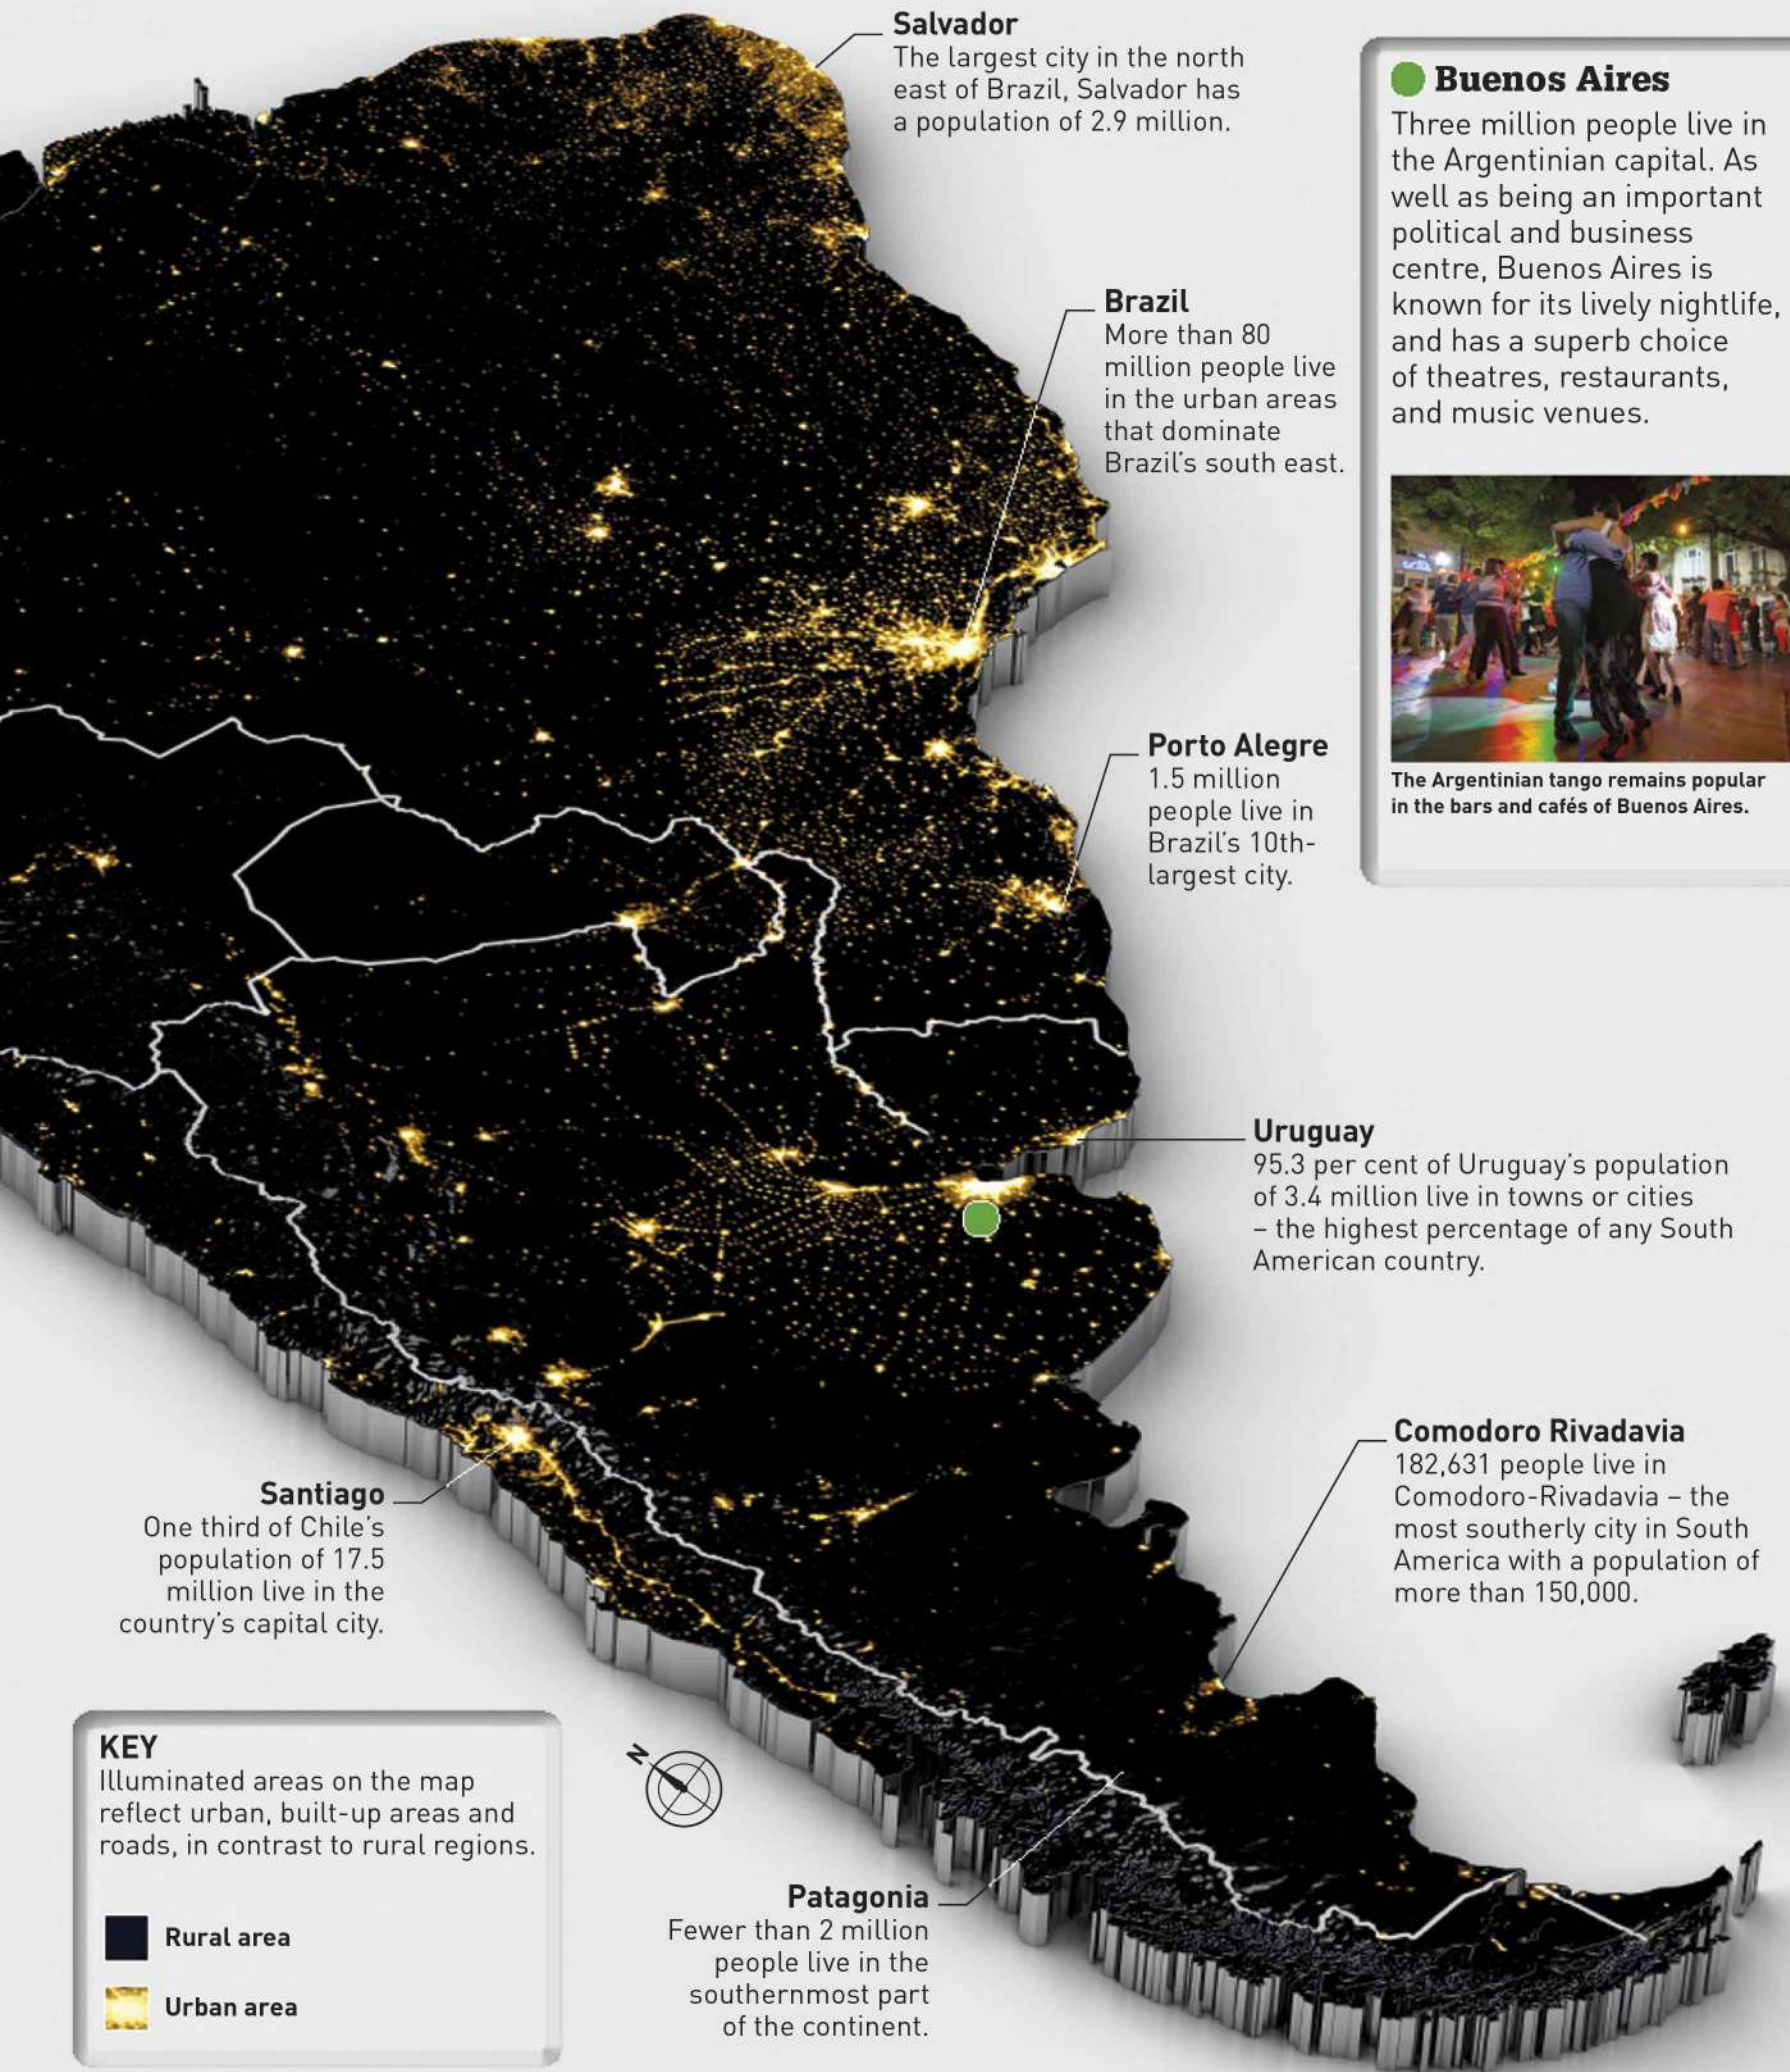 Salvador
The largest city in the north
east of Brazil, Salvador has
a population of 2.9 million.
Buenos Aires
Three million people live in
the Argentinian capital. As
well as being an important
political and business
centre, Buenos Aires is
known for its lively nightlife,
and has a superb choice
of theatres, restaurants,
and music venues.
The Argentinian tango remains popular
in the bars and cafés of Buenos Aires.
Brazil
More than 80
million people live
in the urban areas
that dominate
Brazil's south east.
Porto Alegre
1.5 million
people live in
Brazil's 10th-
largest city.
Uruguay
95.3 per cent of Uruguay's population
of 3.4 million live in towns or cities
– the highest percentage of any South
American country.
Comodoro Rivadavia
182,631 people live in
Comodoro-Rivadavia – the
most southerly city in South
America with a population of
more than 150,000.
Santiago
One third of Chile's
population of 17.5
million live in the
country's capital city.
KEY
Illuminated areas on the map
reflect urban, built-up areas and
roads, in contrast to rural regions.
Rural area
Urban area
N
Patagonia
Fewer than 2 million
people live in the
southernmost part
of the continent.